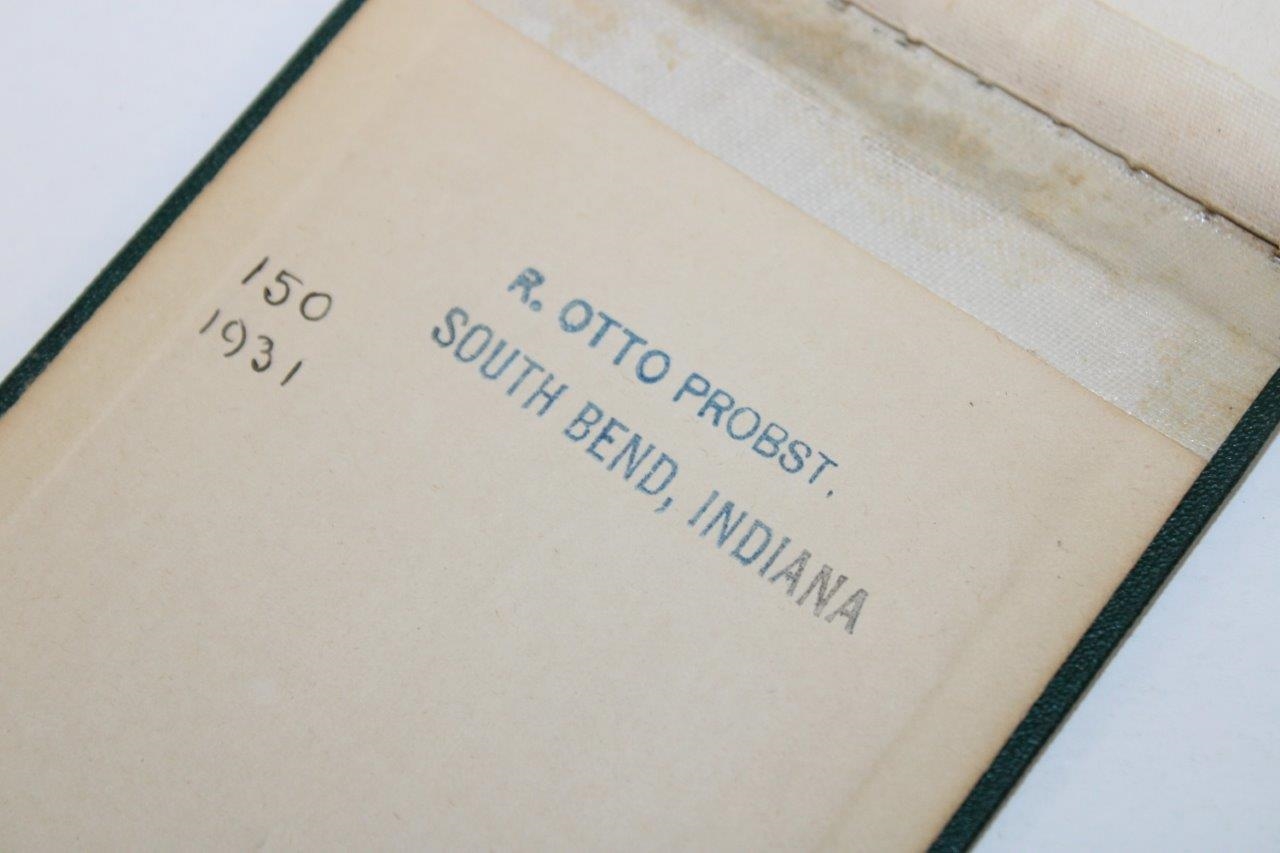 150
1931
R. OTTO PROBST,
SOUTH BEND, INDIANA